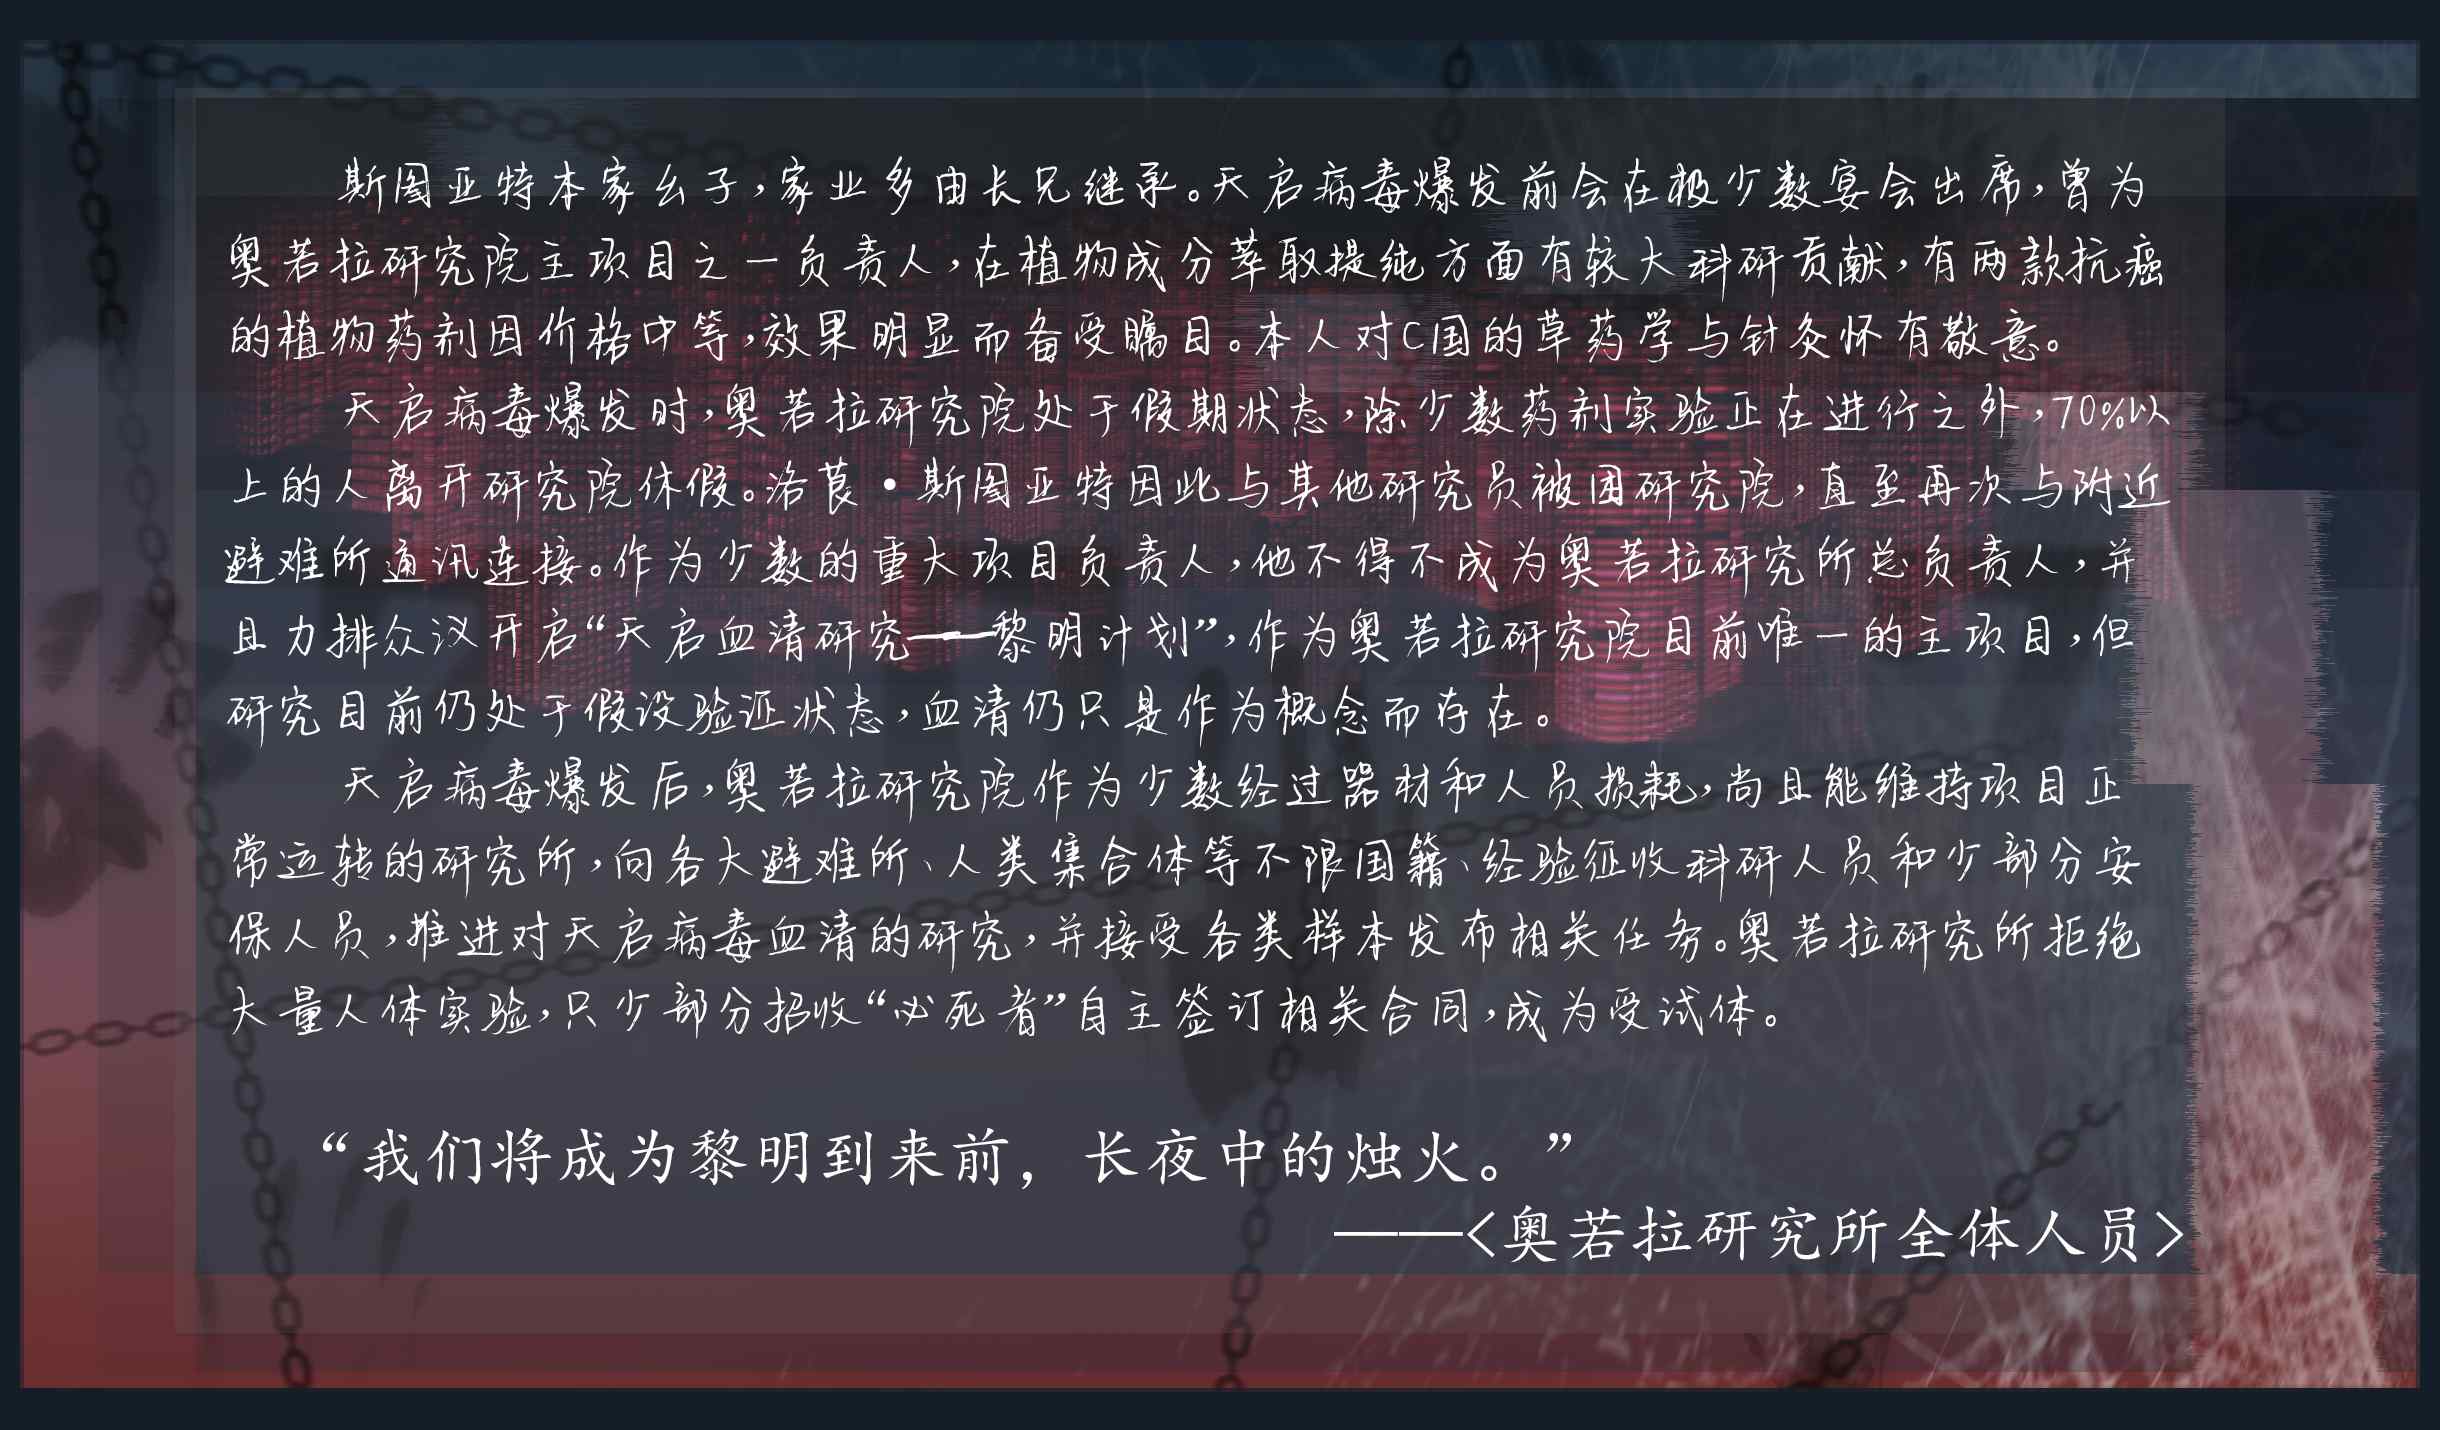 斯图亚特本家幺子,家业多由长兄继承。天启病毒爆发前会在极少数宴会出席,曾为
奥若拉研究院主项目之一负责人,在植物成分萃取提纯方面有较大科研贡献,有两款抗癌
的植物药剂因价格中等,效果明显而备受瞩目。本人对C国的草药学与针灸怀有敬意。
天启病毒爆发时,奥若拉研究院处于假期状态,除少数药剂实验正在进行之外,70%以
上的人离开研究院休假。洛茛·斯图亚特因此与其他研究员被困研究院,直至再次与附近
避难所通讯连接。作为少数的重大项目负责人,他不得不成为奥若拉研究所总负责人,并
且力排众议开启“天启血清研究——黎明计划”,作为奥若拉研究院目前唯一的主项目,但
研究目前仍处于假设验证状态,血清仍只是作为概念而存在。
天启病毒爆发后,奥若拉研究院作为少数经过器材和人员损耗,尚且能维持项目正
常运转的研究所,向各大避难所、人类集合体等不限国籍、经验征收科研人员和少部分安
保人员,推进对天启病毒血清的研究,并接受各类样本发布相关任务。奥若拉研究所拒绝
大量人体实验,只少部分招收“必死者”自主签订相关合同,成为受试体。
“我们将成为黎明到来前，长夜中的烛火。”
——<奥若拉研究所全体人员>